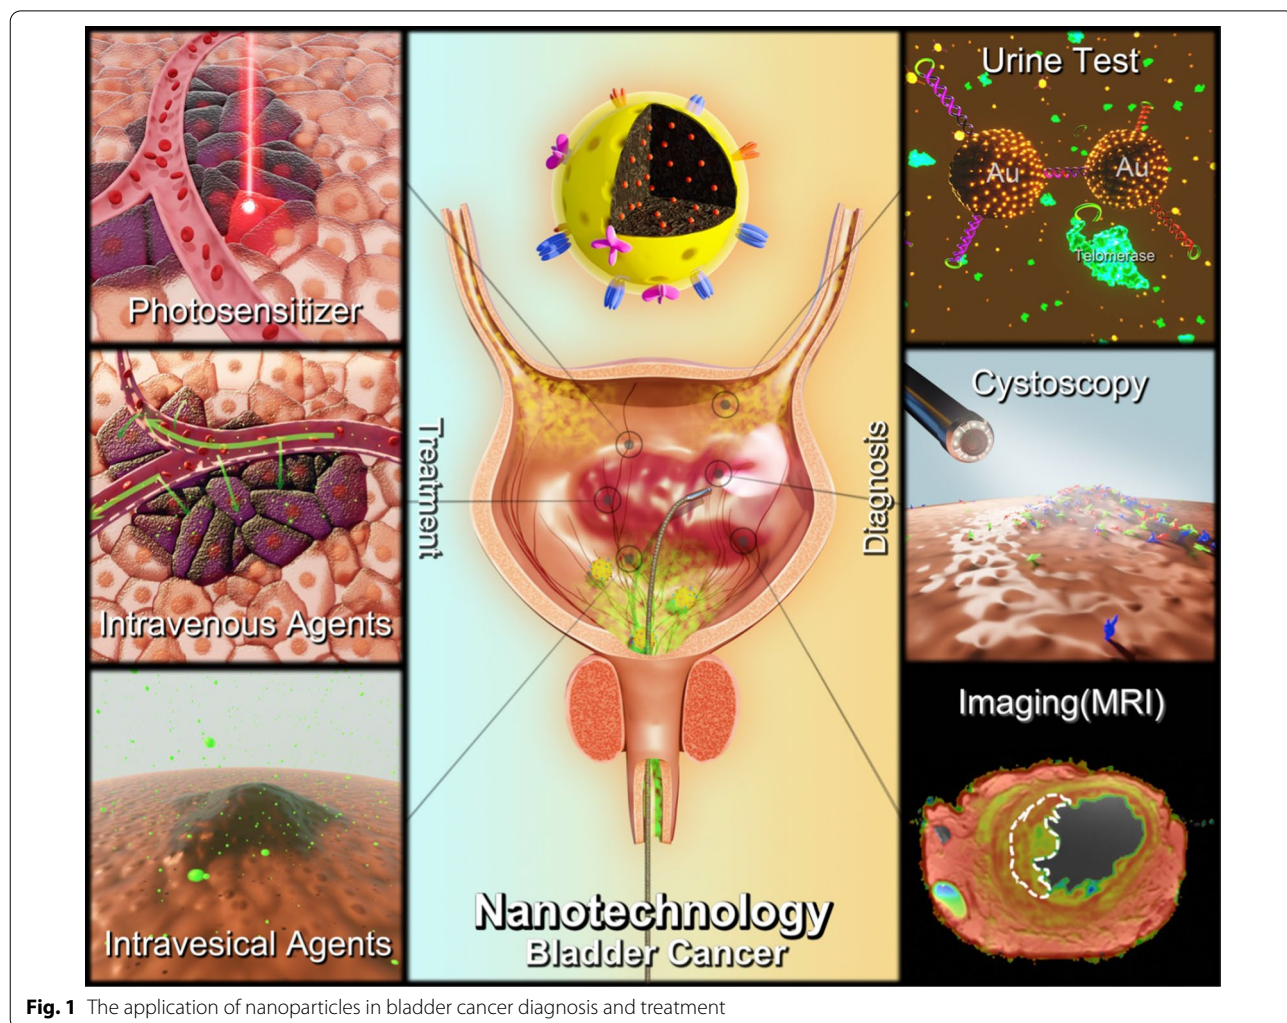 Photosensitizer
Intravenous Agents
Intravesical Agents
Treatment
Nanotechnology
Bladder Cancer
Diagnosis
Urine Test
Au
Au
Telomerase
Cystoscopy
Imaging(MRI)
Fig. 1 The application of nanoparticles in bladder cancer diagnosis and treatment